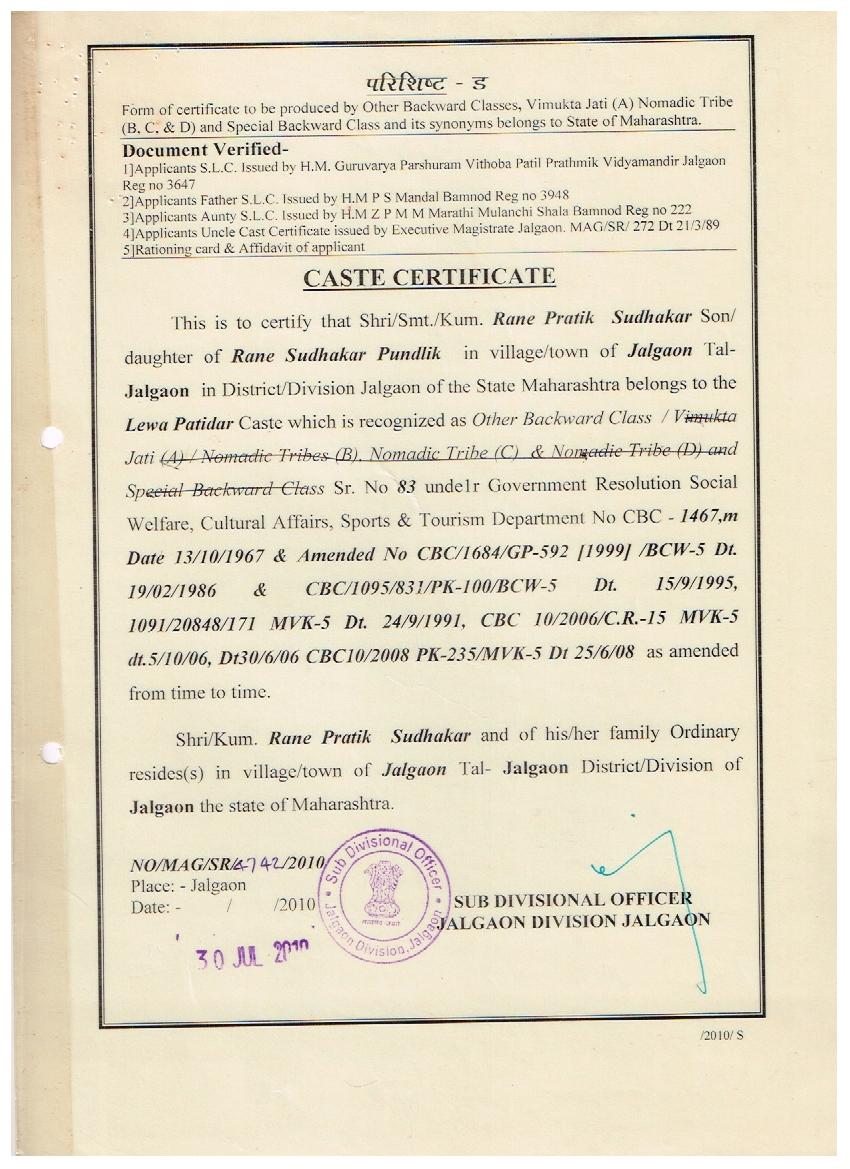 परिशिष्ट - ड
Form of certificate to be produced by Other Backward Classes, Vimukta Jati (A) Nomadic Tribe
(B, C, & D) and Special Backward Class and its synonyms belongs to State of Maharashtra.
Document Verified-
1]Applicants S.L.C. Issued by H.M. Guruvarya Parshuram Vithoba Patil Prathmik Vidyamandir Jalgaon
Reg no 3647
2]Applicants Father S.L.C. Issued by H.M P S Mandal Bamnod Reg no 3948
3]Applicants Aunty S.L.C. Issued by H.M Z P M M Marathi Mulanchi Shala Bamnod Reg no 222
4]Applicants Uncle Cast Certificate issued by Executive Magistrate Jalgaon. MAG/SR/ 272 Dt 21/3/89
5]Rationing card & Affidavit of applicant
CASTE CERTIFICATE
This is to certify that Shri/Smt./Kum. Rane Pratik Sudhakar Son/
daughter of Rane Sudhakar Pundlik in village/town of Jalgaon Tal-
Jalgaon in District/Division Jalgaon of the State Maharashtra belongs to the
Lewa Patidar Caste which is recognized as Other Backward Class / Vimukta
Jati (A) / Nomadic Tribes (B), Nomadic Tribe (C) & Nomadie Tribe (D) and
Special Backward Class Sr. No 83 unde1r Government Resolution Social
Welfare, Cultural Affairs, Sports & Tourism Department No CBC - 1467,m
Date 13/10/1967 & Amended No CBC/1684/GP-592 [1999] /BCW-5 Dt.
19/02/1986 & CBC/1095/831/PK-100/BCW-5 Dt. 15/9/1995,
1091/20848/171 MVK-5 Dt. 24/9/1991, CBC 10/2006/C.R.-15 MVK-5
dt.5/10/06, Dt30/6/06 CBC10/2008 PK-235/MVK-5 Dt 25/6/08 as amended
from time to time.
Shri/Kum. Rane Pratik Sudhakar and of his/her family Ordinary
resides(s) in village/town of Jalgaon Tal- Jalgaon District/Division of
Jalgaon the state of Maharashtra.
NO/MAG/SR/4742/2010
Place: - Jalgaon
Date: - / /2010
30 JUL 2010
Sub Divisional Officer
Jalgaon Division, Jalgaon
SUB DIVISIONAL OFFICER
JALGAON DIVISION JALGAON
/2010/ S